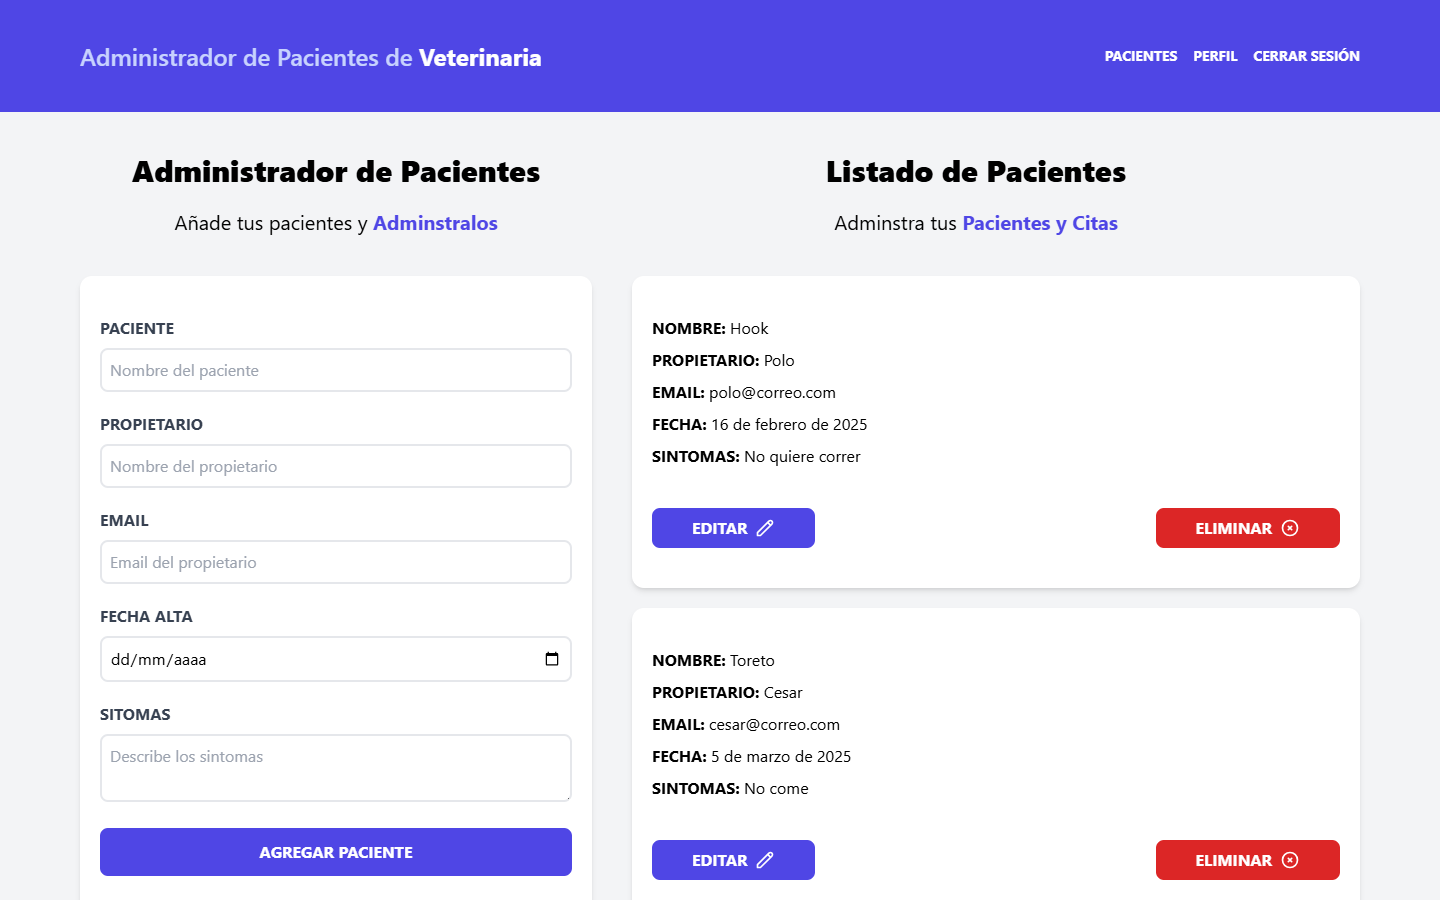 Administrador de Pacientes de Veterinaria
PACIENTES PERFIL CERRAR SESIÓN
Administrador de Pacientes
Añade tus pacientes y Adminstralos
PACIENTE
Nombre del paciente
PROPIETARIO
Nombre del propietario
EMAIL
Email del propietario
FECHA ALTA
dd/mm/aaaa
SITOMAS
Describe los sintomas
AGREGAR PACIENTE
Listado de Pacientes
Adminstra tus Pacientes y Citas
NOMBRE: Hook
PROPIETARIO: Polo
EMAIL: polo@correo.com
FECHA: 16 de febrero de 2025
SINTOMAS: No quiere correr
EDITAR ELIMINAR
NOMBRE: Toreto
PROPIETARIO: Cesar
EMAIL: cesar@correo.com
FECHA: 5 de marzo de 2025
SINTOMAS: No come
EDITAR ELIMINAR